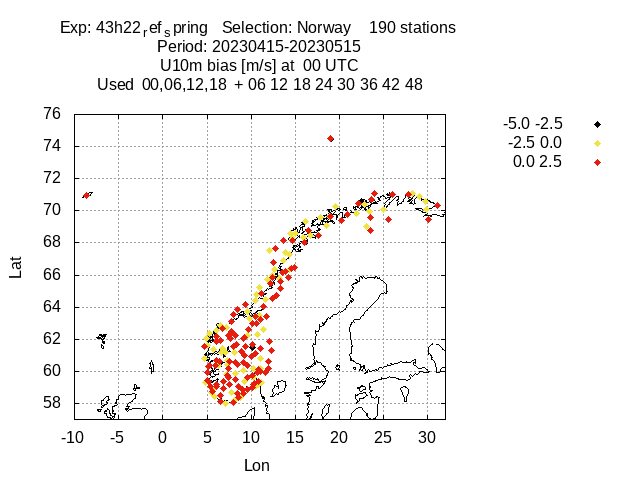 Exp: 43h22ref spring   Selection: Norway    190 stations
Period: 20230415-20230515
U10m bias [m/s] at  00 UTC
Used  00,06,12,18  + 06 12 18 24 30 36 42 48
-5.0 -2.5
-2.5 0.0
0.0 2.5
76
74
72
70
68
66
64
62
60
58
Lat
-10 -5 0 5 10 15 20 25 30
Lon